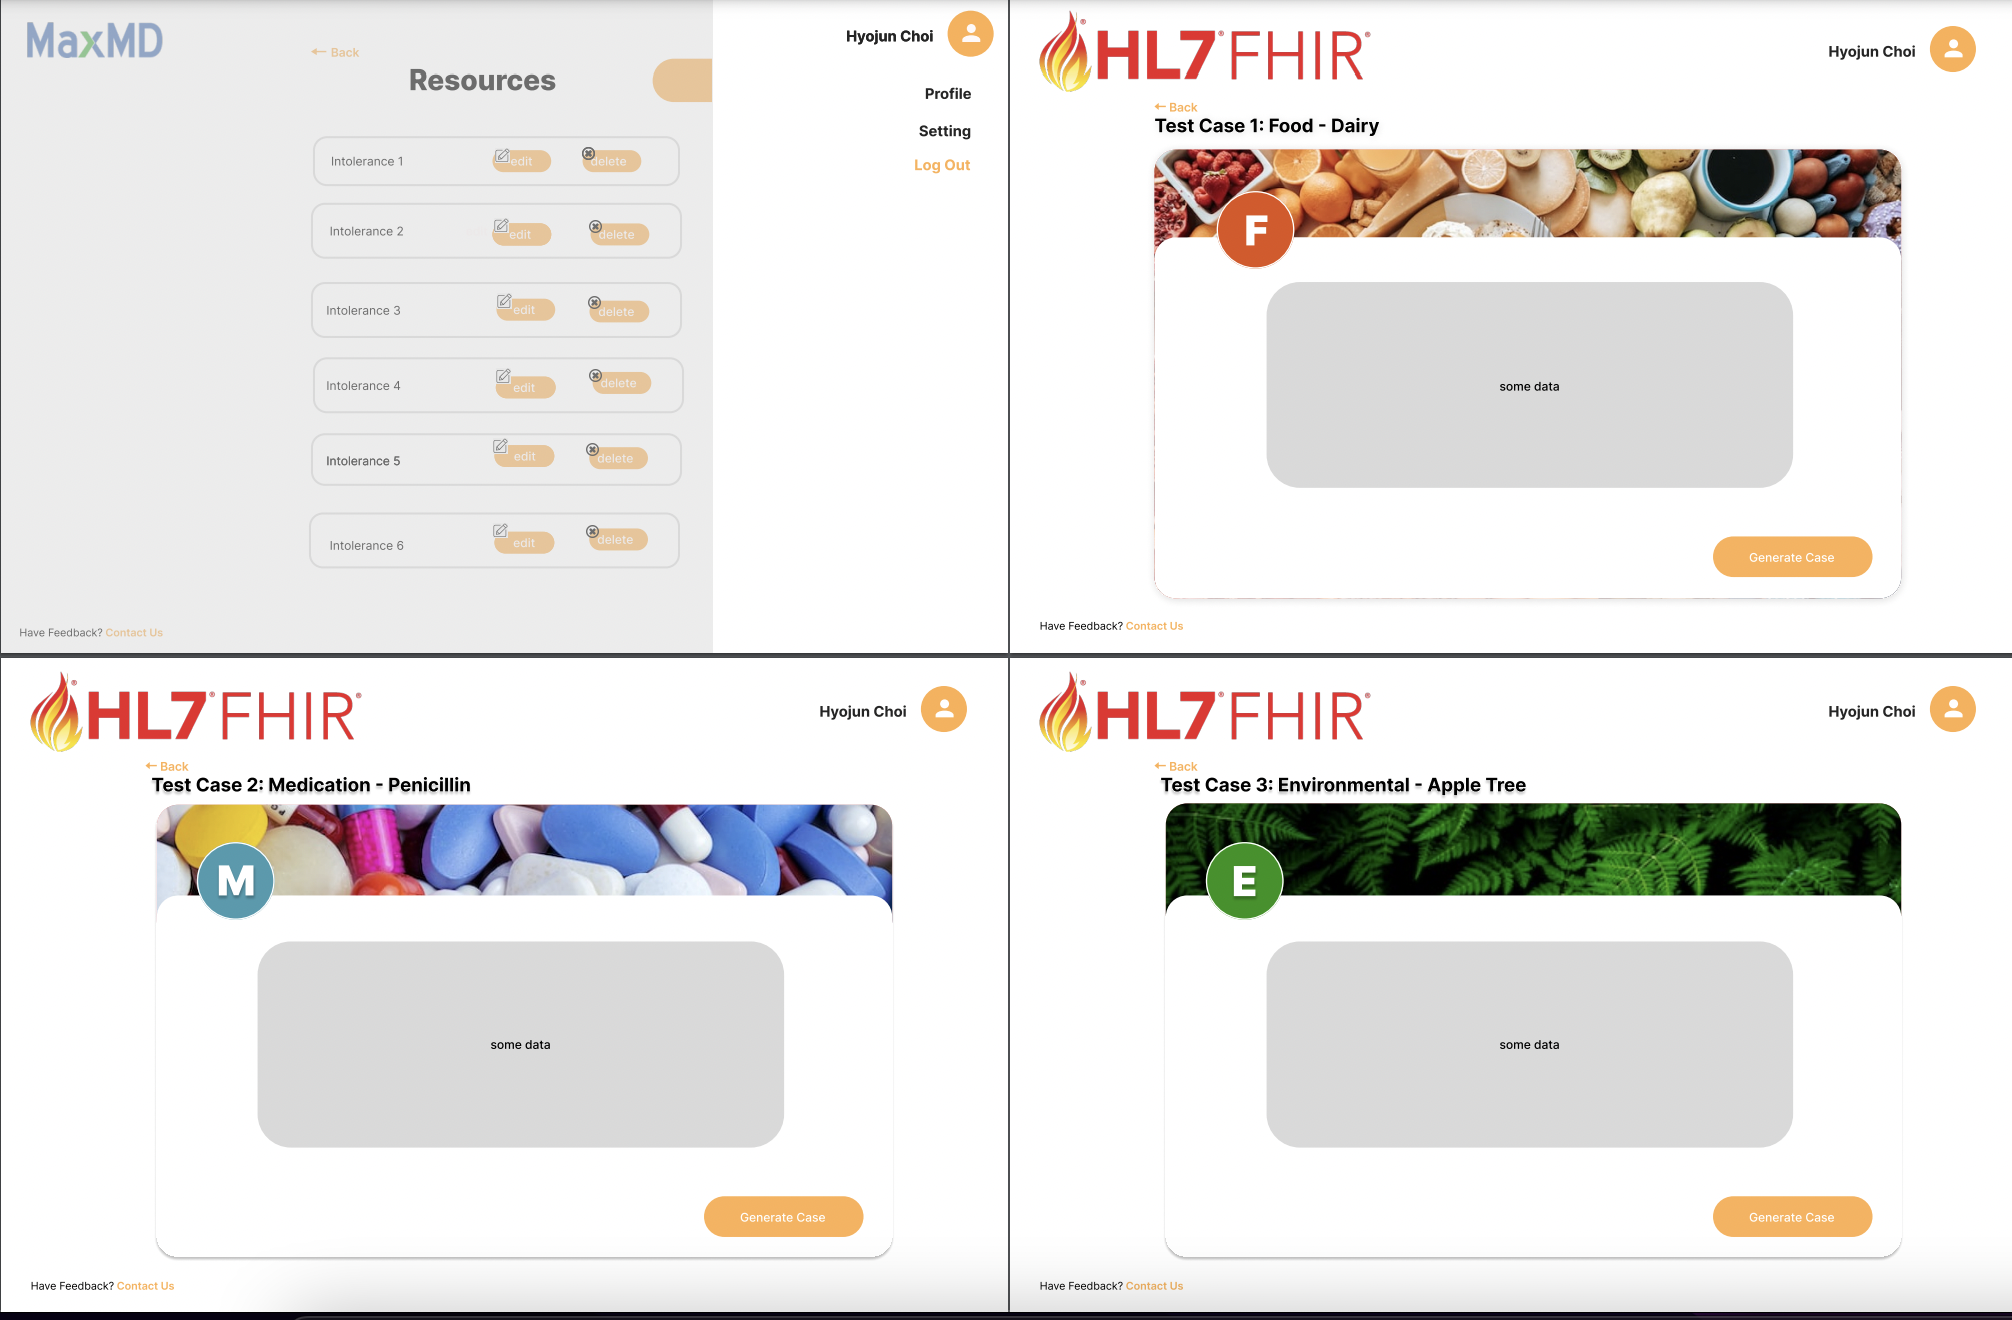 MaxMD
← Back
Resources
Hyojun Choi
Profile
Setting
Log Out
Intolerance 1 edit delete
Intolerance 2 edit delete
Intolerance 3 edit delete
Intolerance 4 edit delete
Intolerance 5 edit delete
Intolerance 6 edit delete
Have Feedback? Contact Us
HL7® FHIR®
Hyojun Choi
← Back
Test Case 1: Food - Dairy
F
some data
Generate Case
Have Feedback? Contact Us
HL7® FHIR®
Hyojun Choi
← Back
Test Case 2: Medication - Penicillin
M
some data
Generate Case
Have Feedback? Contact Us
HL7® FHIR®
Hyojun Choi
← Back
Test Case 3: Environmental - Apple Tree
E
some data
Generate Case
Have Feedback? Contact Us